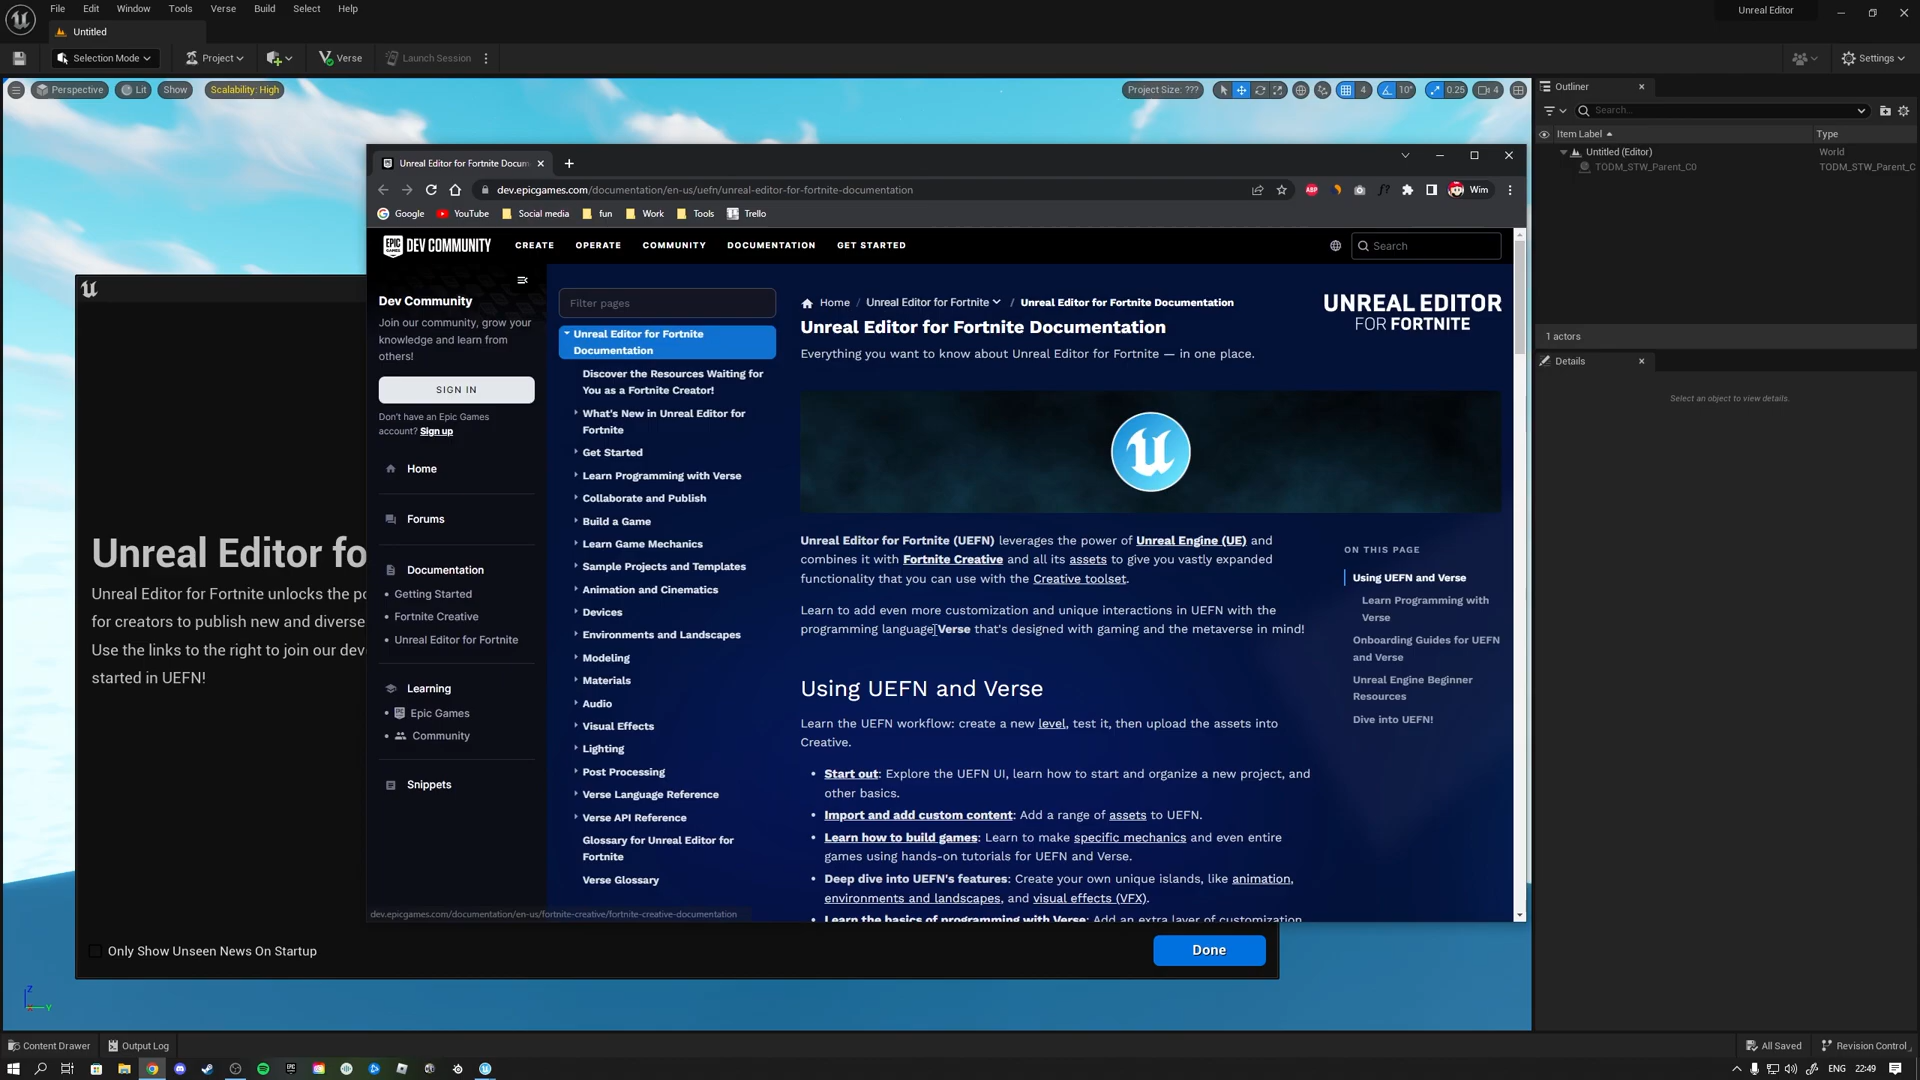 File Edit Window Tools Verse Build Select Help
Unreal Editor
Untitled
Selection Mode
Project
Verse
Launch Session
Settings
Perspective
Lit
Show
Scalability: High
Project Size: ???
4
10°
0.25
4
Outliner
Search...
Item Label
Type
Untitled (Editor)
World
TODM_STW_Parent_C0
TODM_STW_Parent_C
1 actors
Details
Select an object to view details.
Unreal Editor for Fortnite Docum
dev.epicgames.com/documentation/en-us/uefn/unreal-editor-for-fortnite-documentation
ABP
f?
Wim
Google
YouTube
Social media
fun
Work
Tools
Trello
EPIC GAMES DEV COMMUNITY
CREATE
OPERATE
COMMUNITY
DOCUMENTATION
GET STARTED
Search
Dev Community
Join our community, grow your
knowledge and learn from
others!
SIGN IN
Don't have an Epic Games
account? Sign up
Home
Forums
Documentation
Getting Started
Fortnite Creative
Unreal Editor for Fortnite
Learning
Epic Games
Community
Snippets
Filter pages
Unreal Editor for Fortnite
Documentation
Discover the Resources Waiting for
You as a Fortnite Creator!
What's New in Unreal Editor for
Fortnite
Get Started
Learn Programming with Verse
Collaborate and Publish
Build a Game
Learn Game Mechanics
Sample Projects and Templates
Animation and Cinematics
Devices
Environments and Landscapes
Modeling
Materials
Audio
Visual Effects
Lighting
Post Processing
Verse Language Reference
Verse API Reference
Glossary for Unreal Editor for
Fortnite
Verse Glossary
Home / Unreal Editor for Fortnite / Unreal Editor for Fortnite Documentation
Unreal Editor for Fortnite Documentation
Everything you want to know about Unreal Editor for Fortnite — in one place.
UNREAL EDITOR
FOR FORTNITE
Unreal Editor for Fortnite (UEFN) leverages the power of Unreal Engine (UE) and
combines it with Fortnite Creative and all its assets to give you vastly expanded
functionality that you can use with the Creative toolset.
Learn to add even more customization and unique interactions in UEFN with the
programming language Verse that's designed with gaming and the metaverse in mind!
Using UEFN and Verse
Learn the UEFN workflow: create a new level, test it, then upload the assets into
Creative.
• Start out: Explore the UEFN UI, learn how to start and organize a new project, and
other basics.
• Import and add custom content: Add a range of assets to UEFN.
• Learn how to build games: Learn to make specific mechanics and even entire
games using hands-on tutorials for UEFN and Verse.
• Deep dive into UEFN's features: Create your own unique islands, like animation,
environments and landscapes, and visual effects (VFX).
• Learn the basics of programming with Verse: Add an extra layer of customization
ON THIS PAGE
Using UEFN and Verse
Learn Programming with
Verse
Onboarding Guides for UEFN
and Verse
Unreal Engine Beginner
Resources
Dive into UEFN!
dev.epicgames.com/documentation/en-us/fortnite-creative/fortnite-creative-documentation
Unreal Editor fo
Unreal Editor for Fortnite unlocks the po
for creators to publish new and diverse
Use the links to the right to join our dev
started in UEFN!
Only Show Unseen News On Startup
Done
Z
Y
Content Drawer
Output Log
All Saved
Revision Control
ENG
22:49